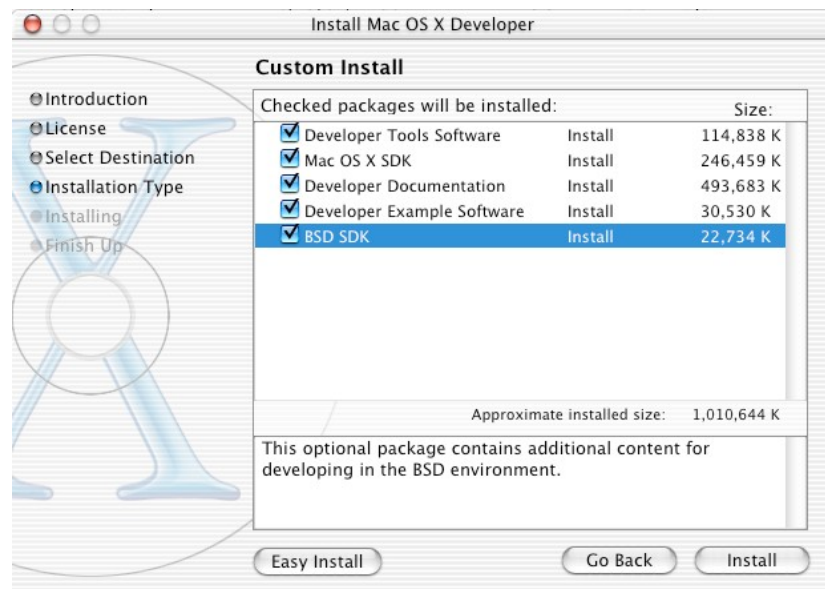 Install Mac OS X Developer
Custom Install
Introduction
License
Select Destination
Installation Type
Installing
Finish Up
Checked packages will be installed: Size:
Developer Tools Software Install 114,838 K
Mac OS X SDK Install 246,459 K
Developer Documentation Install 493,683 K
Developer Example Software Install 30,530 K
BSD SDK Install 22,734 K
Approximate installed size: 1,010,644 K
This optional package contains additional content for
developing in the BSD environment.
Easy Install Go Back Install